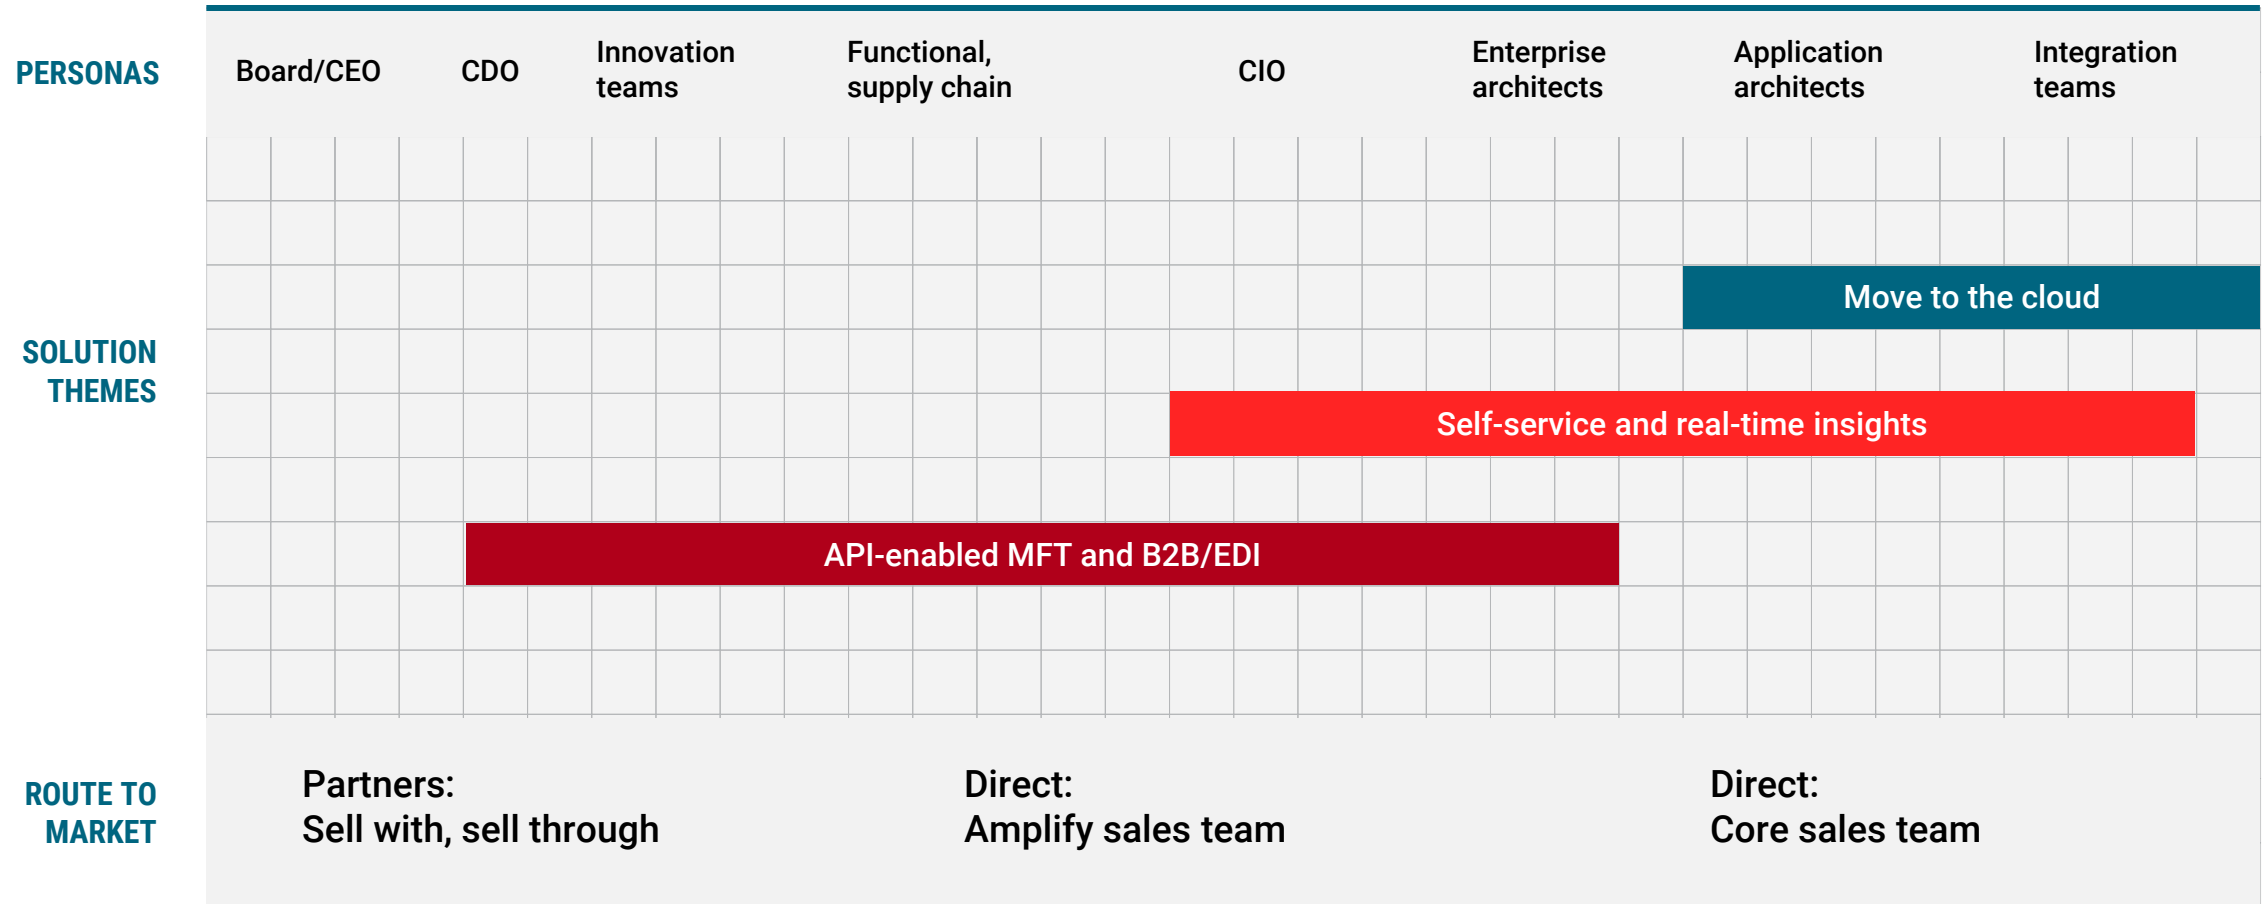 PERSONAS
Board/CEO
CDO
Innovation
teams
Functional,
supply chain
CIO
Enterprise
architects
Application
architects
Integration
teams
SOLUTION
THEMES
Move to the cloud
Self-service and real-time insights
API-enabled MFT and B2B/EDI
ROUTE TO
MARKET
Partners:
Sell with, sell through
Direct:
Amplify sales team
Direct:
Core sales team